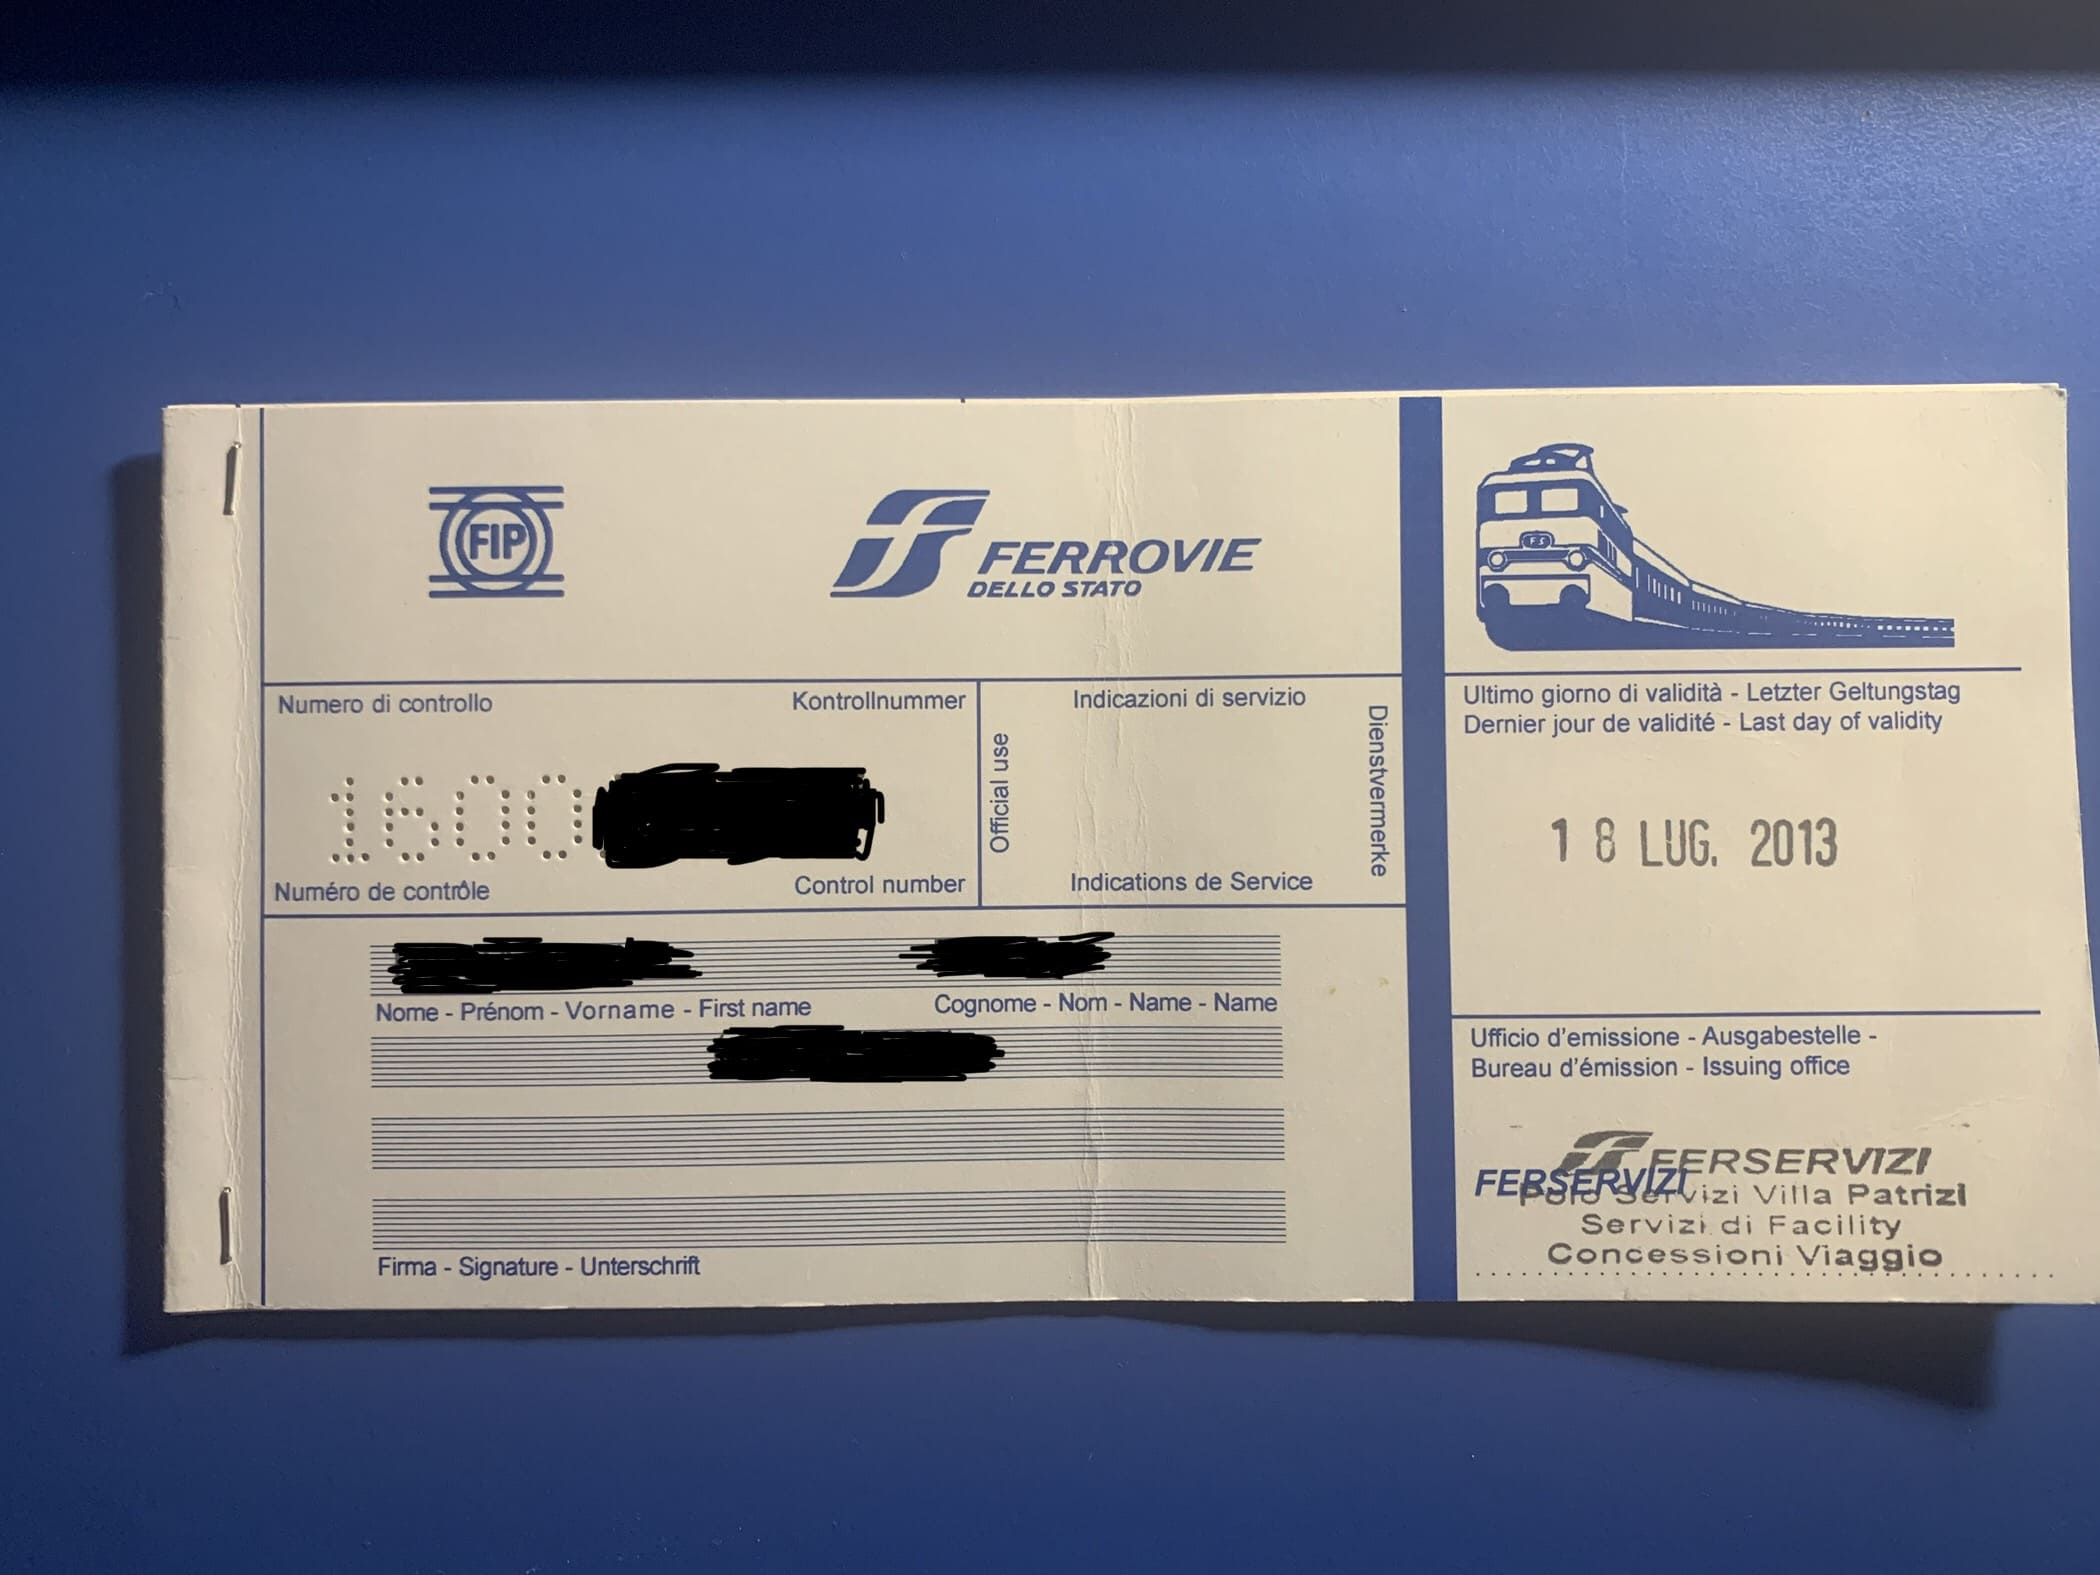 FIP
FERROVIE
DELLO STATO
FS
Numero di controllo Kontrollnummer
1600
Numéro de contrôle Control number
Official use
Indicazioni di servizio
Dienstvermerke
Indications de Service
Ultimo giorno di validità - Letzter Geltungstag
Dernier jour de validité - Last day of validity
18 LUG. 2013
Nome - Prénom - Vorname - First name Cognome - Nom - Name - Name
Firma - Signature - Unterschrift
Ufficio d'emissione - Ausgabestelle -
Bureau d'émission - Issuing office
FERSERVIZI
FERSERVIZI
Polo Servizi Villa Patrizi
Servizi di Facility
Concessioni Viaggio